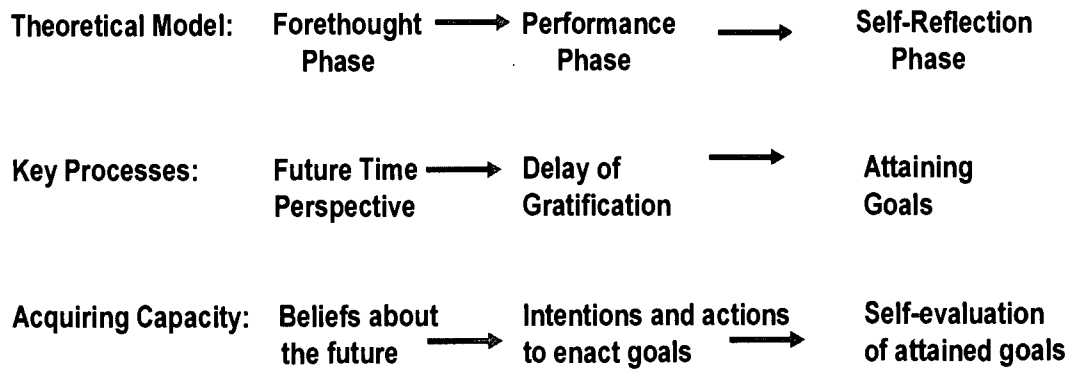 Theoretical Model: Forethought Performance Self-Reflection
Phase Phase Phase
Key Processes: Future Time Delay of Attaining
Perspective Gratification Goals
Acquiring Capacity: Beliefs about Intentions and actions Self-evaluation
the future to enact goals of attained goals